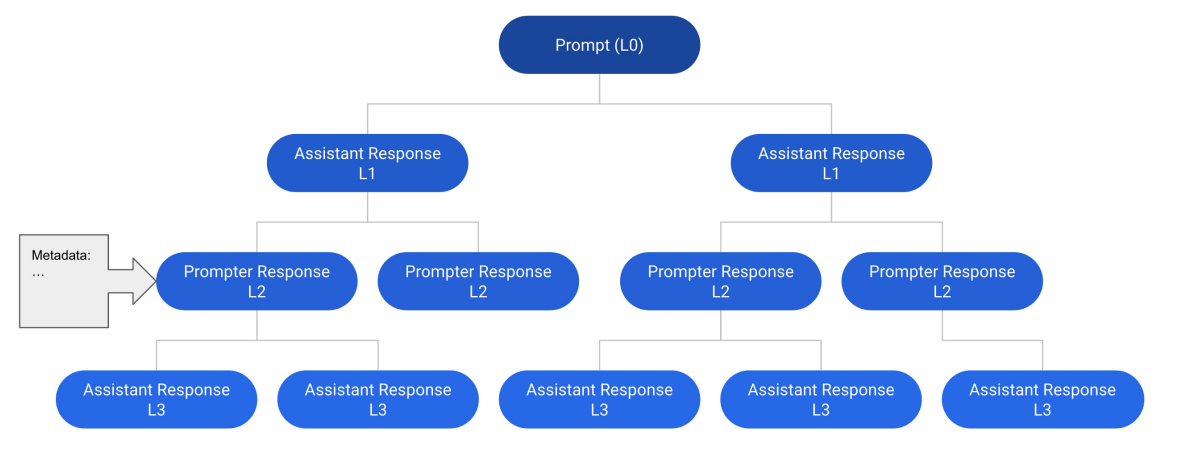 Prompt (L0)
Assistant Response
L1
Assistant Response
L1
Metadata:
…
Prompter Response
L2
Prompter Response
L2
Prompter Response
L2
Prompter Response
L2
Assistant Response
L3
Assistant Response
L3
Assistant Response
L3
Assistant Response
L3
Assistant Response
L3